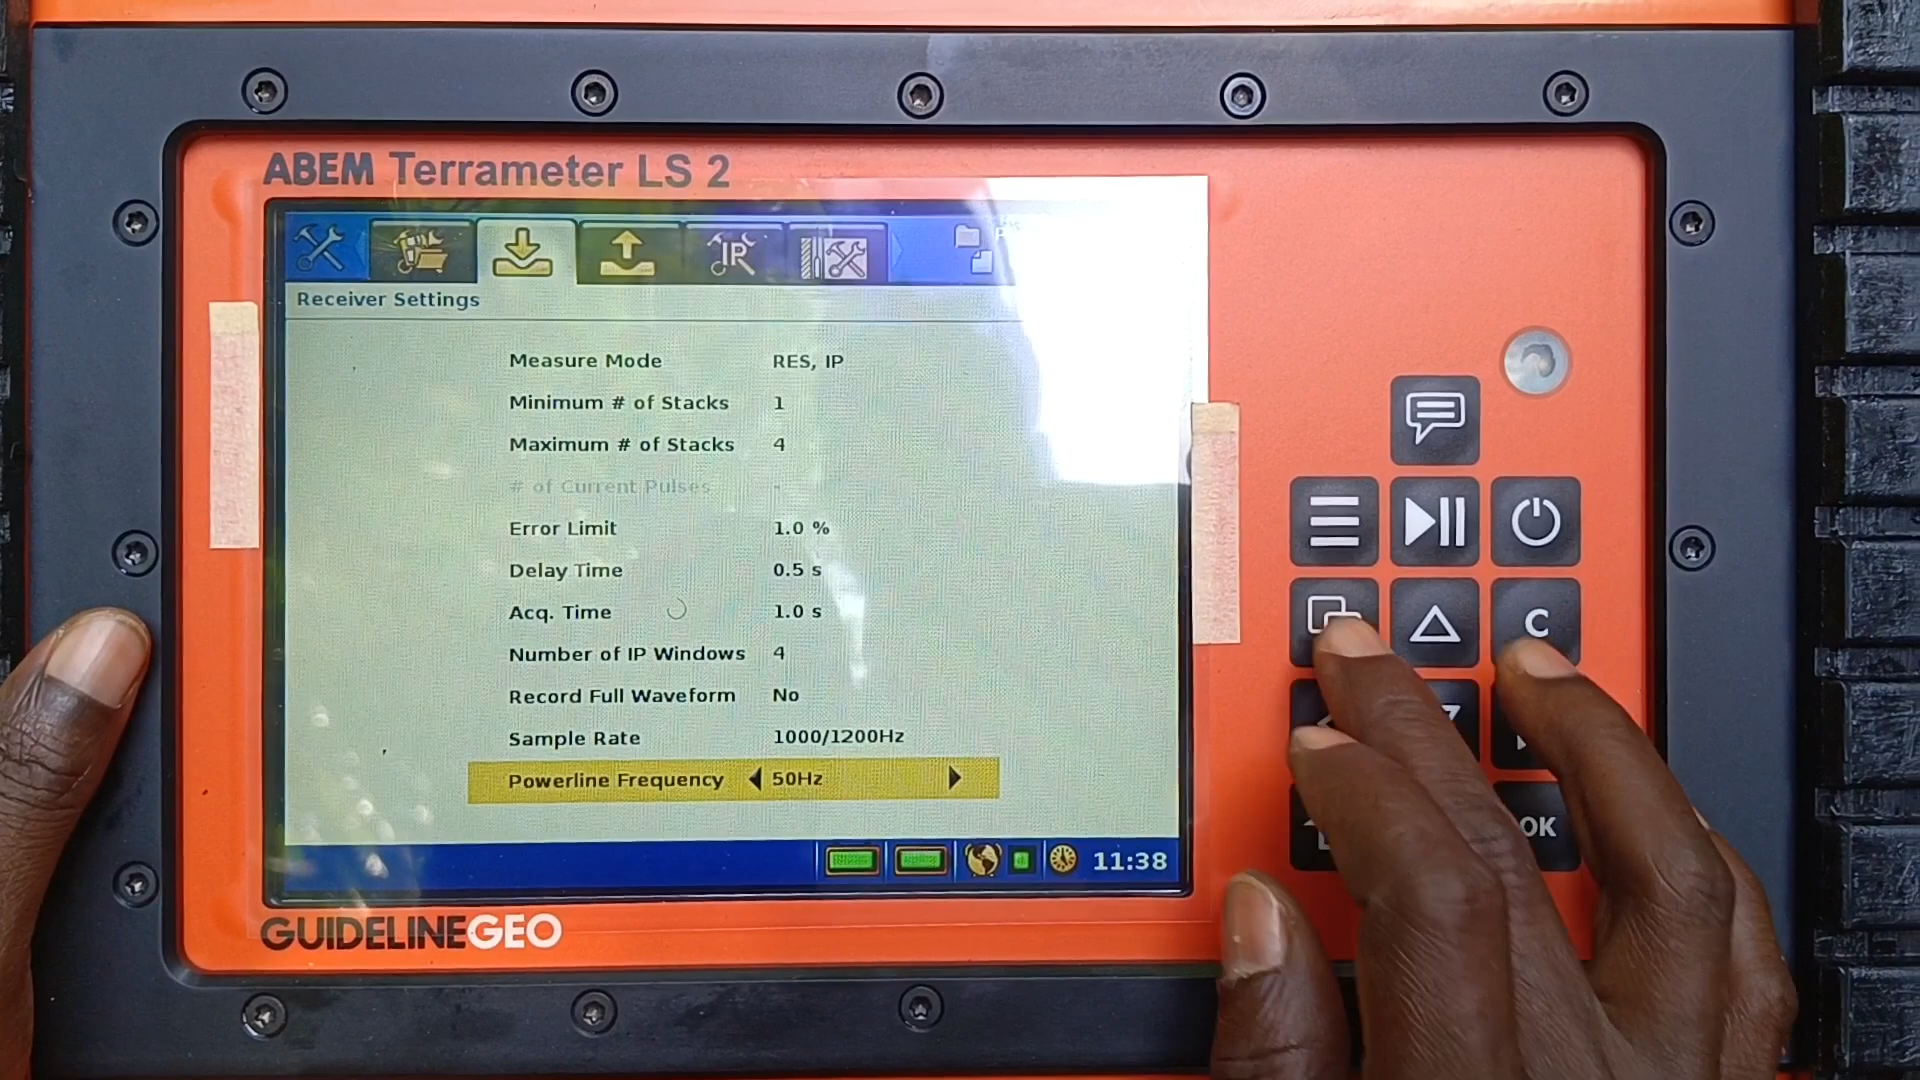 ABEM Terrameter LS 2
IR
Receiver Settings
Measure Mode RES, IP
Minimum # of Stacks 1
Maximum # of Stacks 4
# of Current Pulses -
Error Limit 1.0 %
Delay Time 0.5 s
Acq. Time 1.0 s
Number of IP Windows 4
Record Full Waveform No
Sample Rate 1000/1200Hz
Powerline Frequency 50Hz
11:38
GUIDELINEGEO
C
OK